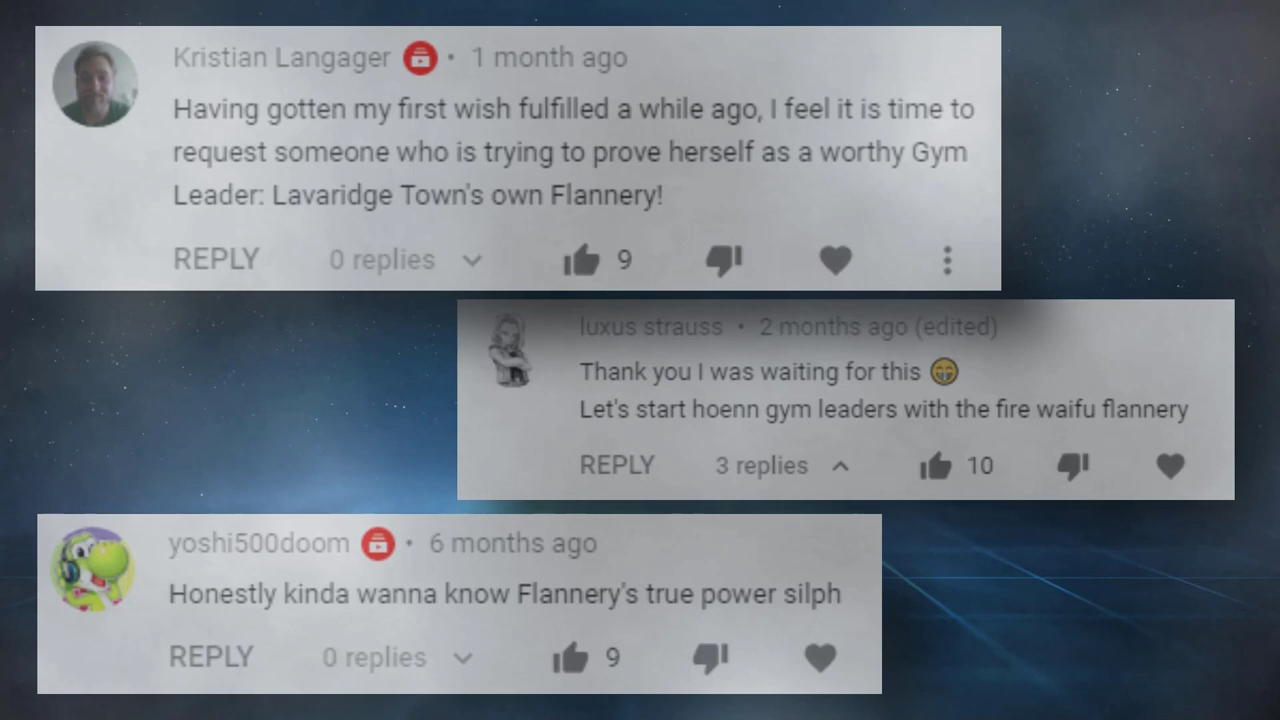 Kristian Langager • 1 month ago
Having gotten my first wish fulfilled a while ago, I feel it is time to
request someone who is trying to prove herself as a worthy Gym
Leader: Lavaridge Town's own Flannery!
REPLY 0 replies 9
luxus strauss • 2 months ago (edited)
Thank you I was waiting for this 😁
Let's start hoenn gym leaders with the fire waifu flannery
REPLY 3 replies 10
yoshi500doom • 6 months ago
Honestly kinda wanna know Flannery's true power silph
REPLY 0 replies 9